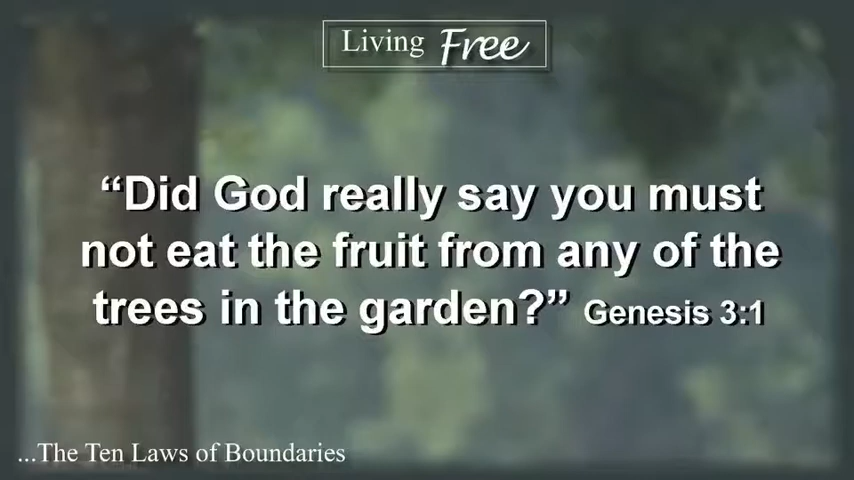 Living Free
“Did God really say you must
not eat the fruit from any of the
trees in the garden?” Genesis 3:1
...The Ten Laws of Boundaries